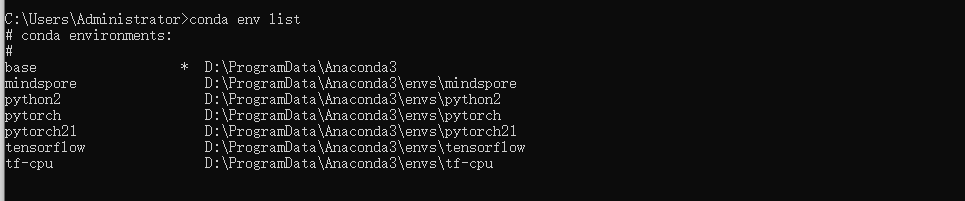 C:\Users\Administrator>conda env list
# conda environments:
#
base                  *  D:\ProgramData\Anaconda3
mindspore                D:\ProgramData\Anaconda3\envs\mindspore
python2                  D:\ProgramData\Anaconda3\envs\python2
pytorch                  D:\ProgramData\Anaconda3\envs\pytorch
pytorch21                D:\ProgramData\Anaconda3\envs\pytorch21
tensorflow               D:\ProgramData\Anaconda3\envs\tensorflow
tf-cpu                   D:\ProgramData\Anaconda3\envs\tf-cpu